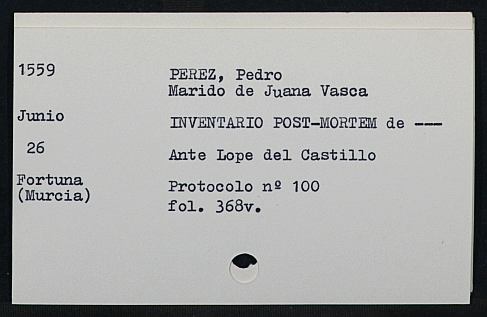 1559
PEREZ, Pedro
Marido de Juana Vasca
Junio
INVENTARIO POST-MORTEM de ---
26
Ante Lope del Castillo
Fortuna
(Murcia)
Protocolo nº 100
fol. 368v.